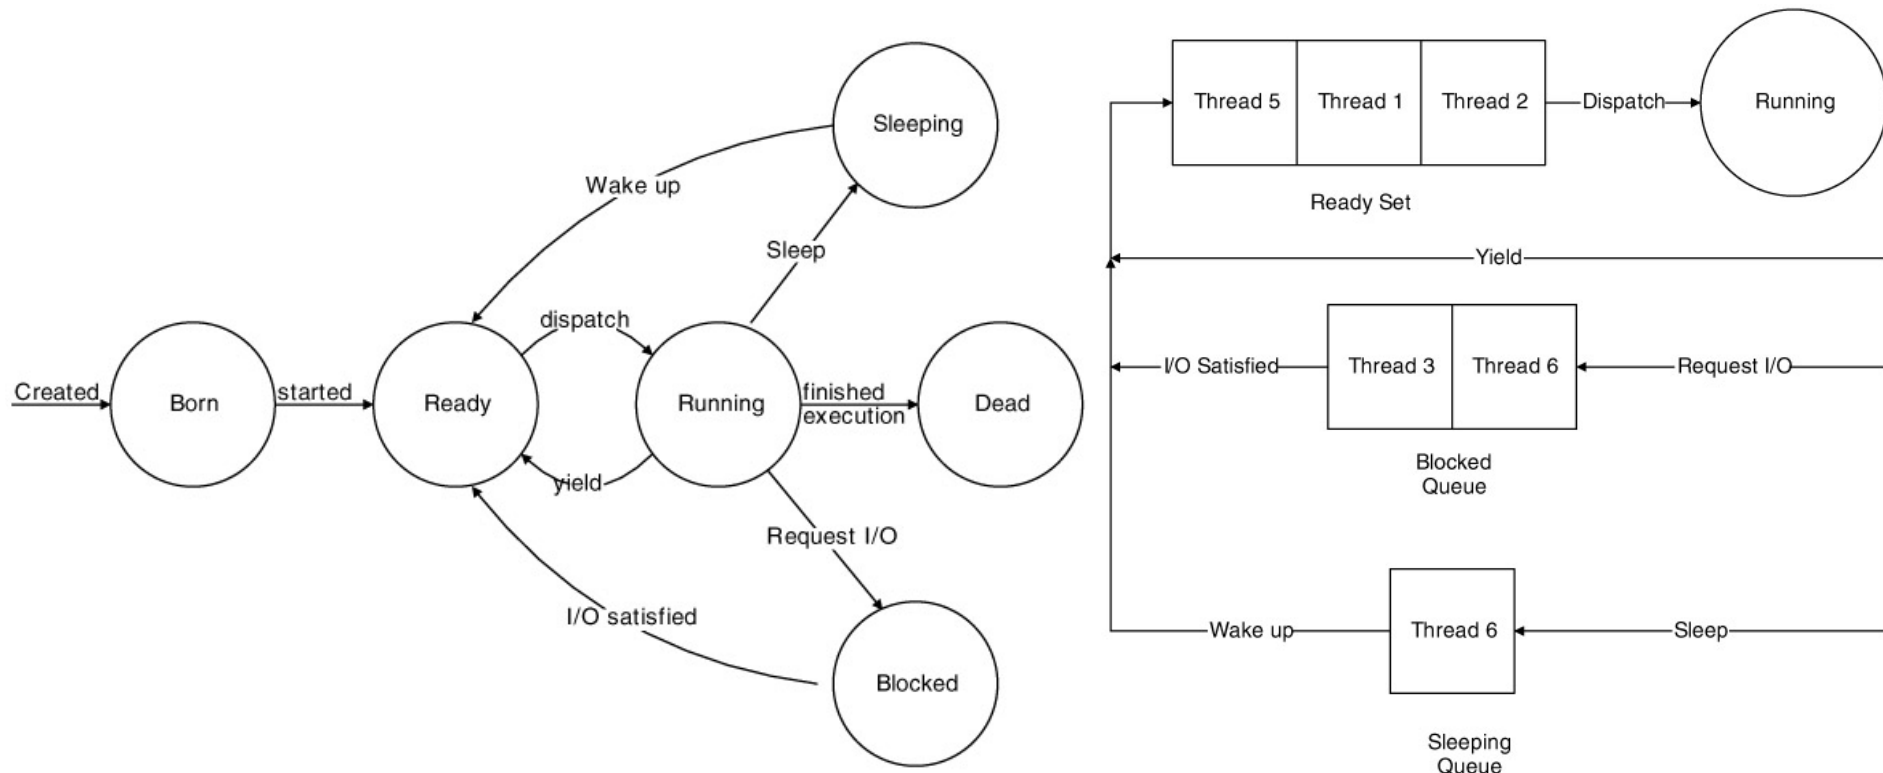 Sleeping
Wake up
Sleep
dispatch
Created
Born
started
Ready
Running
finished
execution
Dead
yield
Request I/O
I/O satisfied
Blocked
Thread 5
Thread 1
Thread 2
Dispatch
Running
Ready Set
Yield
I/O Satisfied
Thread 3
Thread 6
Request I/O
Blocked
Queue
Wake up
Thread 6
Sleep
Sleeping
Queue